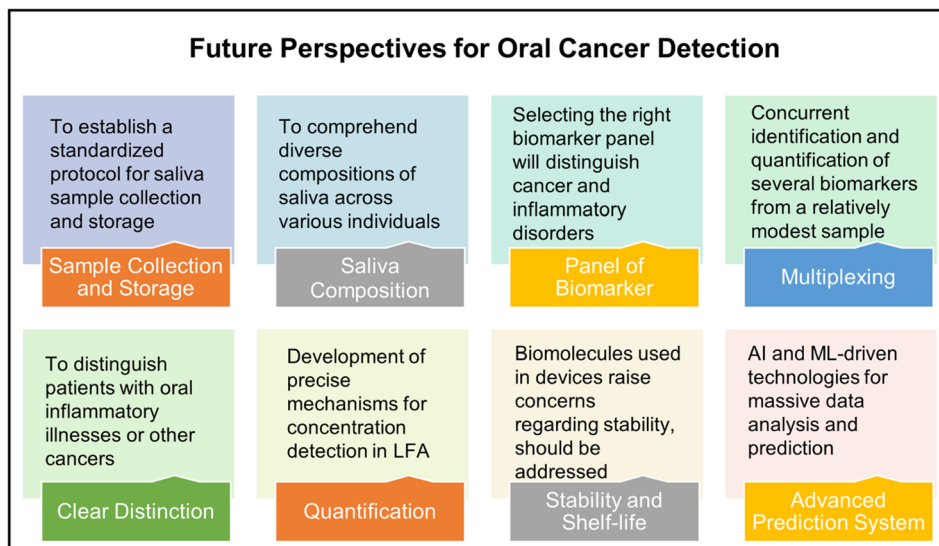 Future Perspectives for Oral Cancer Detection
To establish a
standardized
protocol for saliva
sample collection
and storage
Sample Collection
and Storage
To comprehend
diverse
compositions of
saliva across
various individuals
Saliva
Composition
Selecting the right
biomarker panel
will distinguish
cancer and
inflammatory
disorders
Panel of
Biomarker
Concurrent
identification and
quantification of
several biomarkers
from a relatively
modest sample
Multiplexing
To distinguish
patients with oral
inflammatory
illnesses or other
cancers
Clear Distinction
Development of
precise
mechanisms for
concentration
detection in LFA
Quantification
Biomolecules used
in devices raise
concerns
regarding stability,
should be
addressed
Stability and
Shelf-life
AI and ML-driven
technologies for
massive data
analysis and
prediction
Advanced
Prediction System